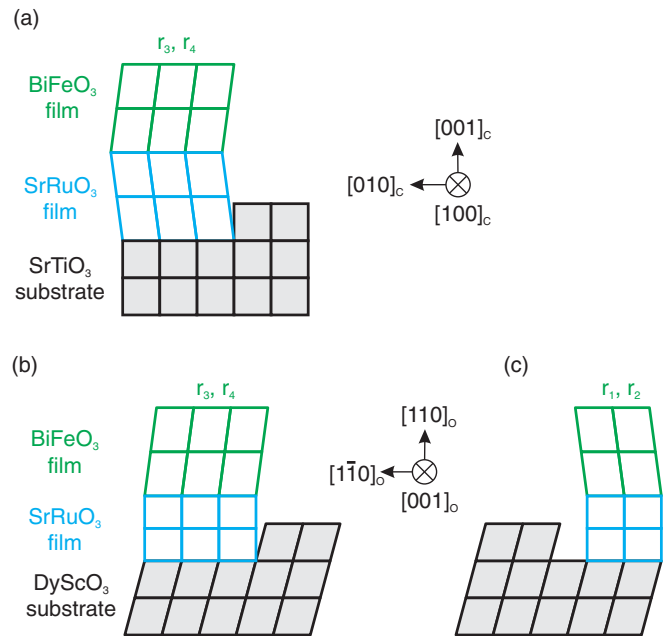 (a)
r₃, r₄
BiFeO₃
film
[001]C
SrRuO₃
film
[010]C
[100]C
SrTiO₃
substrate
(b)
(c)
r₃, r₄
r₁, r₂
BiFeO₃
film
[110]O
[11̄0]O
[001]O
SrRuO₃
film
DyScO₃
substrate